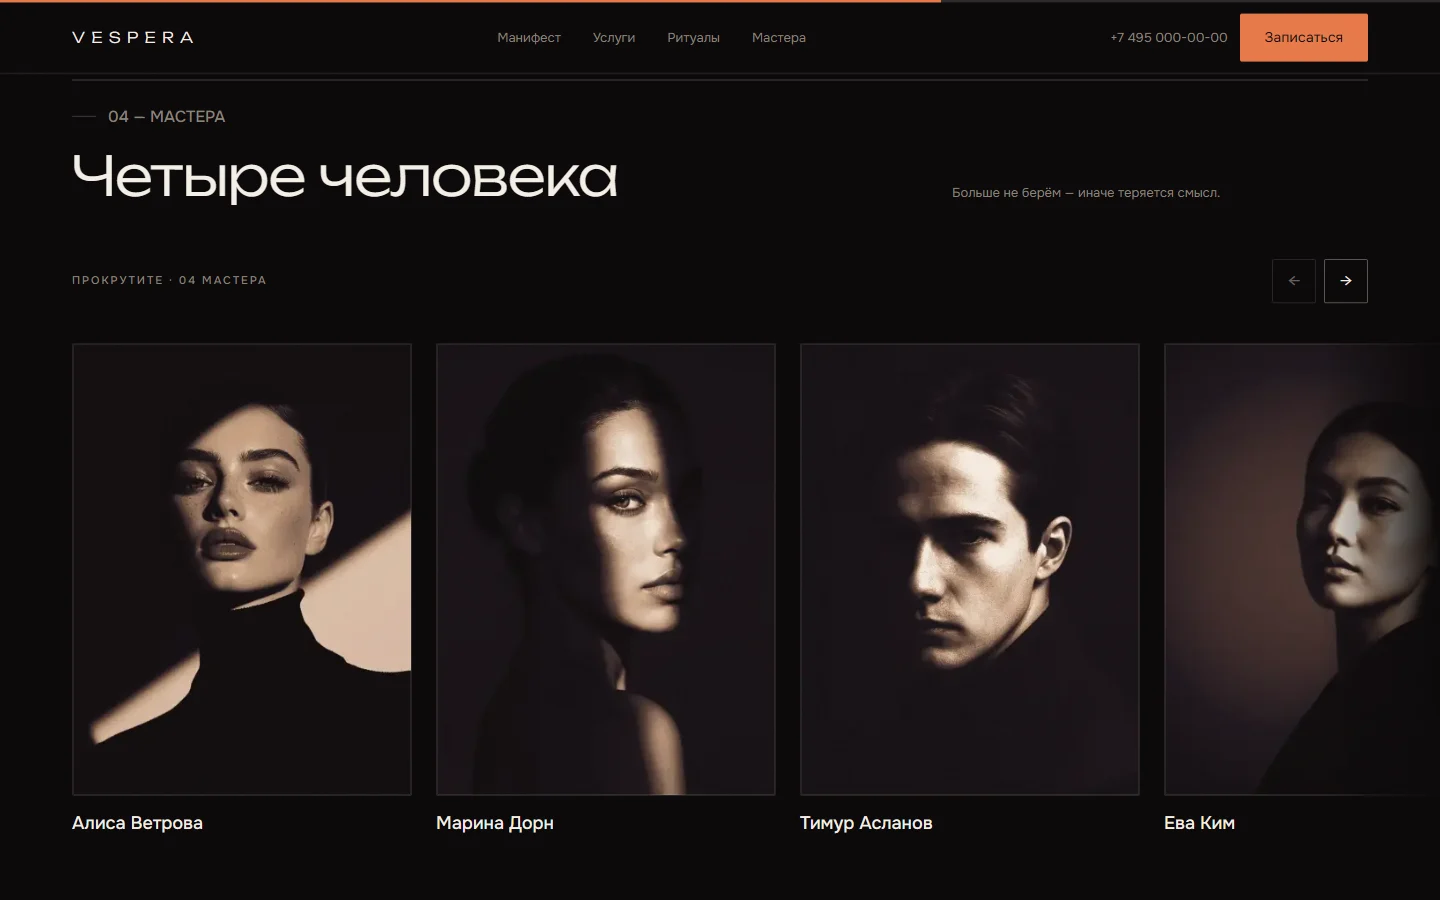 VESPERA
Манифест
Услуги
Ритуалы
Мастера
+7 495 000-00-00
Записаться
04 — МАСТЕРА
Четыре человека
Больше не берём — иначе теряется смысл.
ПРОКРУТИТЕ · 04 МАСТЕРА
← →
Алиса Ветрова
Марина Дорн
Тимур Асланов
Ева Ким